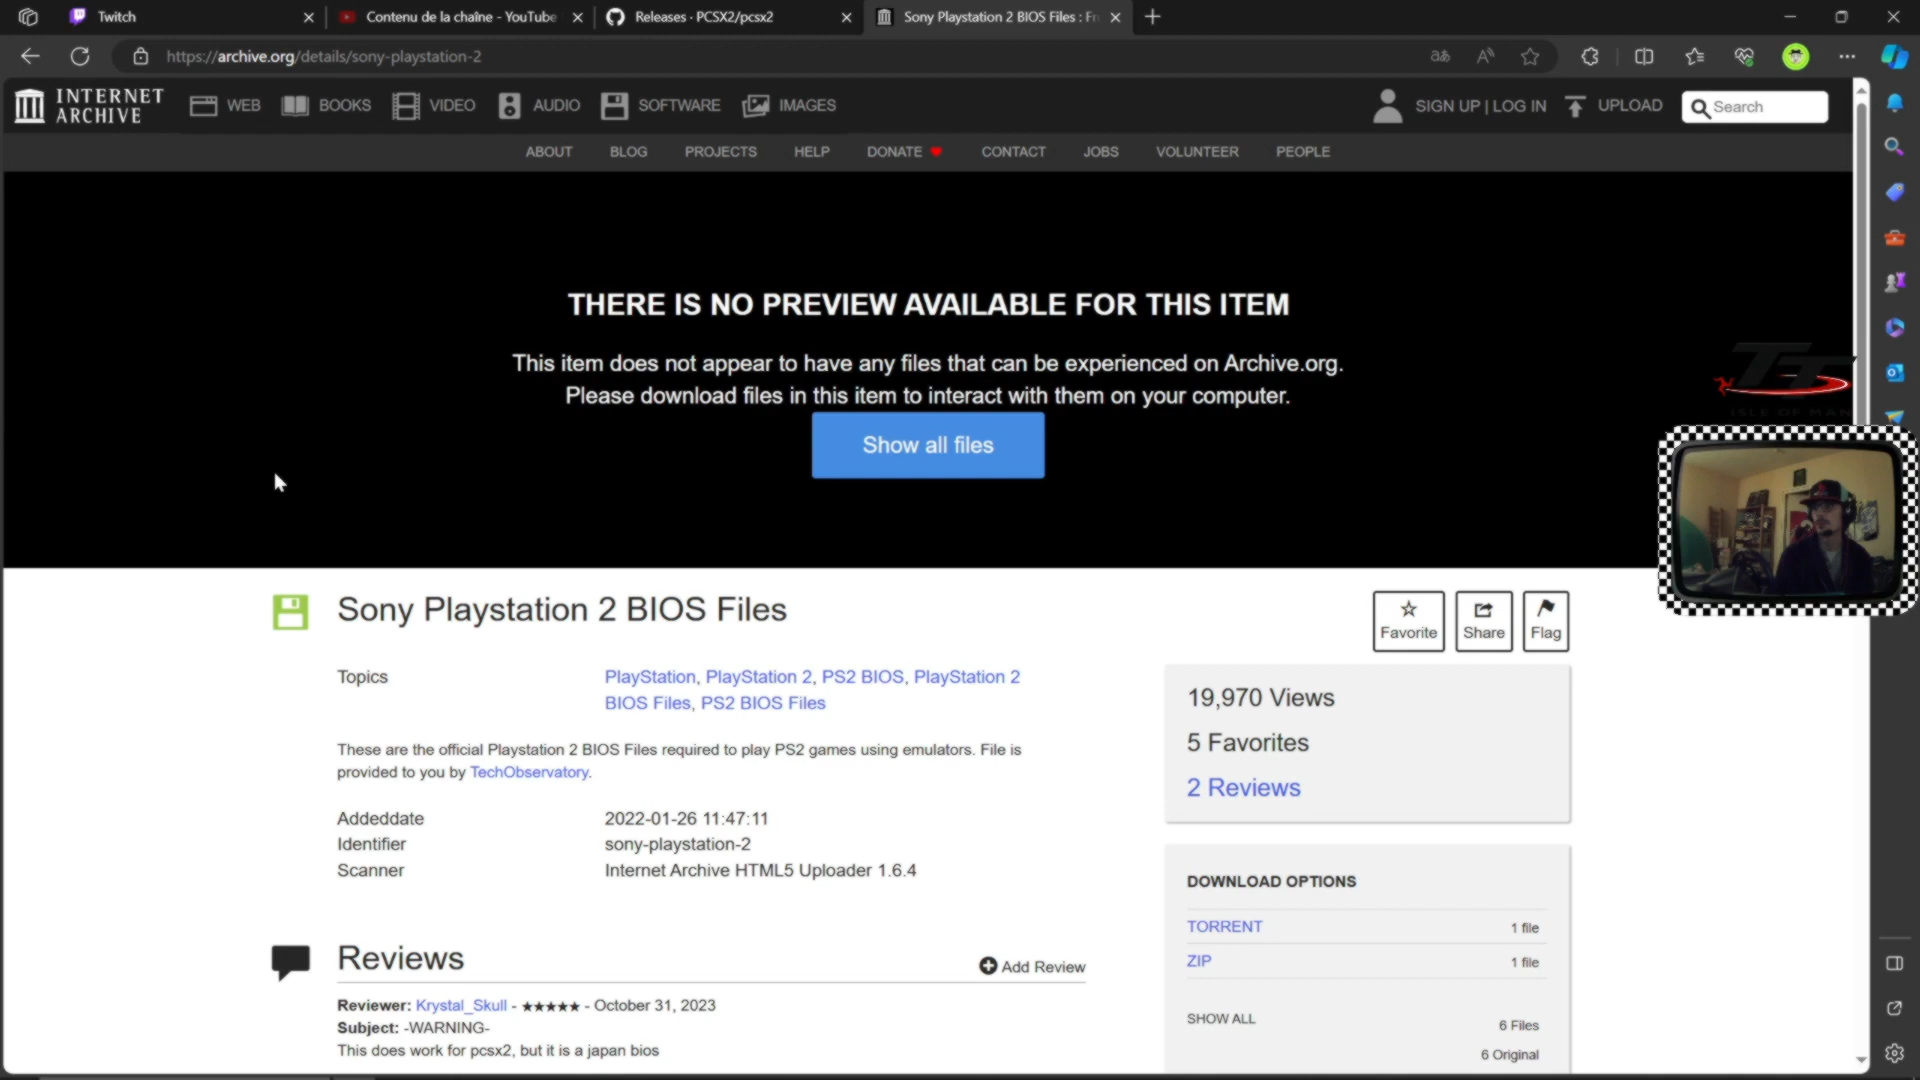 Twitch
Contenu de la chaîne - YouTube
Releases · PCSX2/pcsx2
Sony Playstation 2 BIOS Files : Fr
https://archive.org/details/sony-playstation-2
INTERNET ARCHIVE
WEB
BOOKS
VIDEO
AUDIO
SOFTWARE
IMAGES
SIGN UP | LOG IN
UPLOAD
Search
ABOUT
BLOG
PROJECTS
HELP
DONATE
CONTACT
JOBS
VOLUNTEER
PEOPLE
THERE IS NO PREVIEW AVAILABLE FOR THIS ITEM
This item does not appear to have any files that can be experienced on Archive.org.
Please download files in this item to interact with them on your computer.
Show all files
TT
ISLE OF MAN
Sony Playstation 2 BIOS Files
Favorite
Share
Flag
Topics
PlayStation, PlayStation 2, PS2 BIOS, PlayStation 2
BIOS Files, PS2 BIOS Files
These are the official Playstation 2 BIOS Files required to play PS2 games using emulators. File is
provided to you by TechObservatory.
Addeddate 2022-01-26 11:47:11
Identifier sony-playstation-2
Scanner Internet Archive HTML5 Uploader 1.6.4
19,970 Views
5 Favorites
2 Reviews
DOWNLOAD OPTIONS
TORRENT 1 file
ZIP 1 file
SHOW ALL 6 Files
6 Original
Reviews
Add Review
Reviewer: Krystal_Skull - ★★★★★ - October 31, 2023
Subject: -WARNING-
This does work for pcsx2, but it is a japan bios